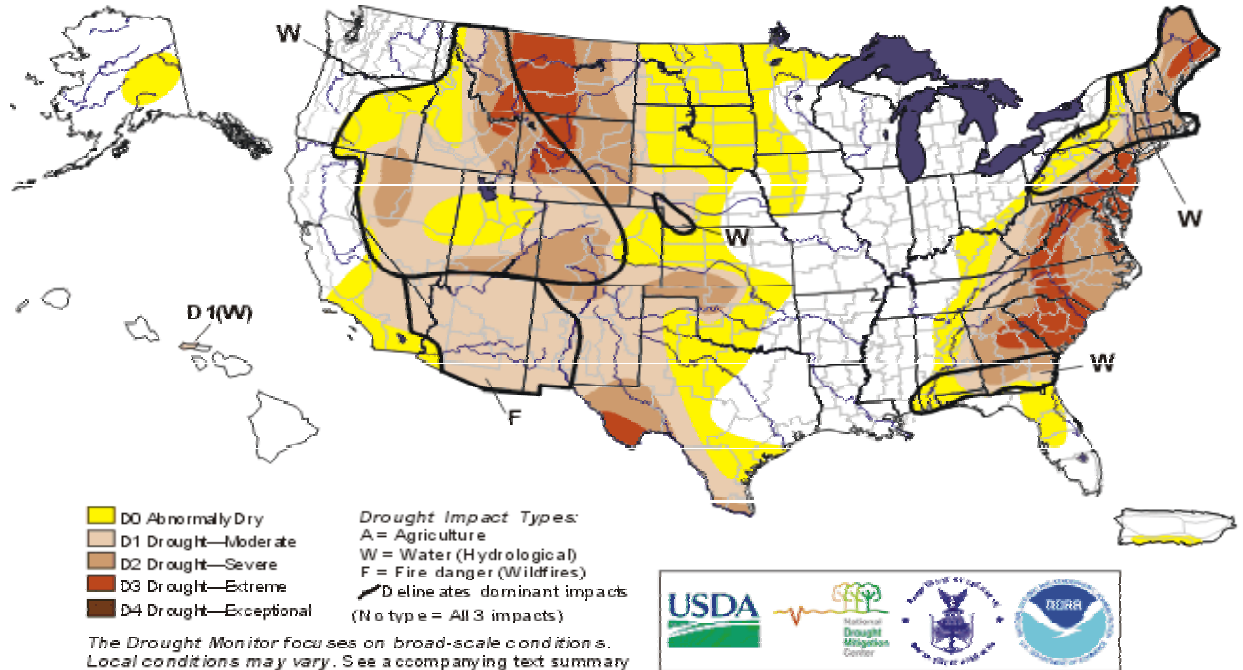 W
D1(W)
W
W
W
F
D0 Abnormally Dry
D1 Drought—Moderate
D2 Drought—Severe
D3 Drought—Extreme
D4 Drought—Exceptional
Drought Impact Types:
A = Agriculture
W = Water (Hydrological)
F = Fire danger (Wildfires)
Delineates dominant impacts
(No type = All 3 impacts)
The Drought Monitor focuses on broad-scale conditions.
Local conditions may vary. See accompanying text summary
USDA
National
Drought
Mitigation
Center
NOAA